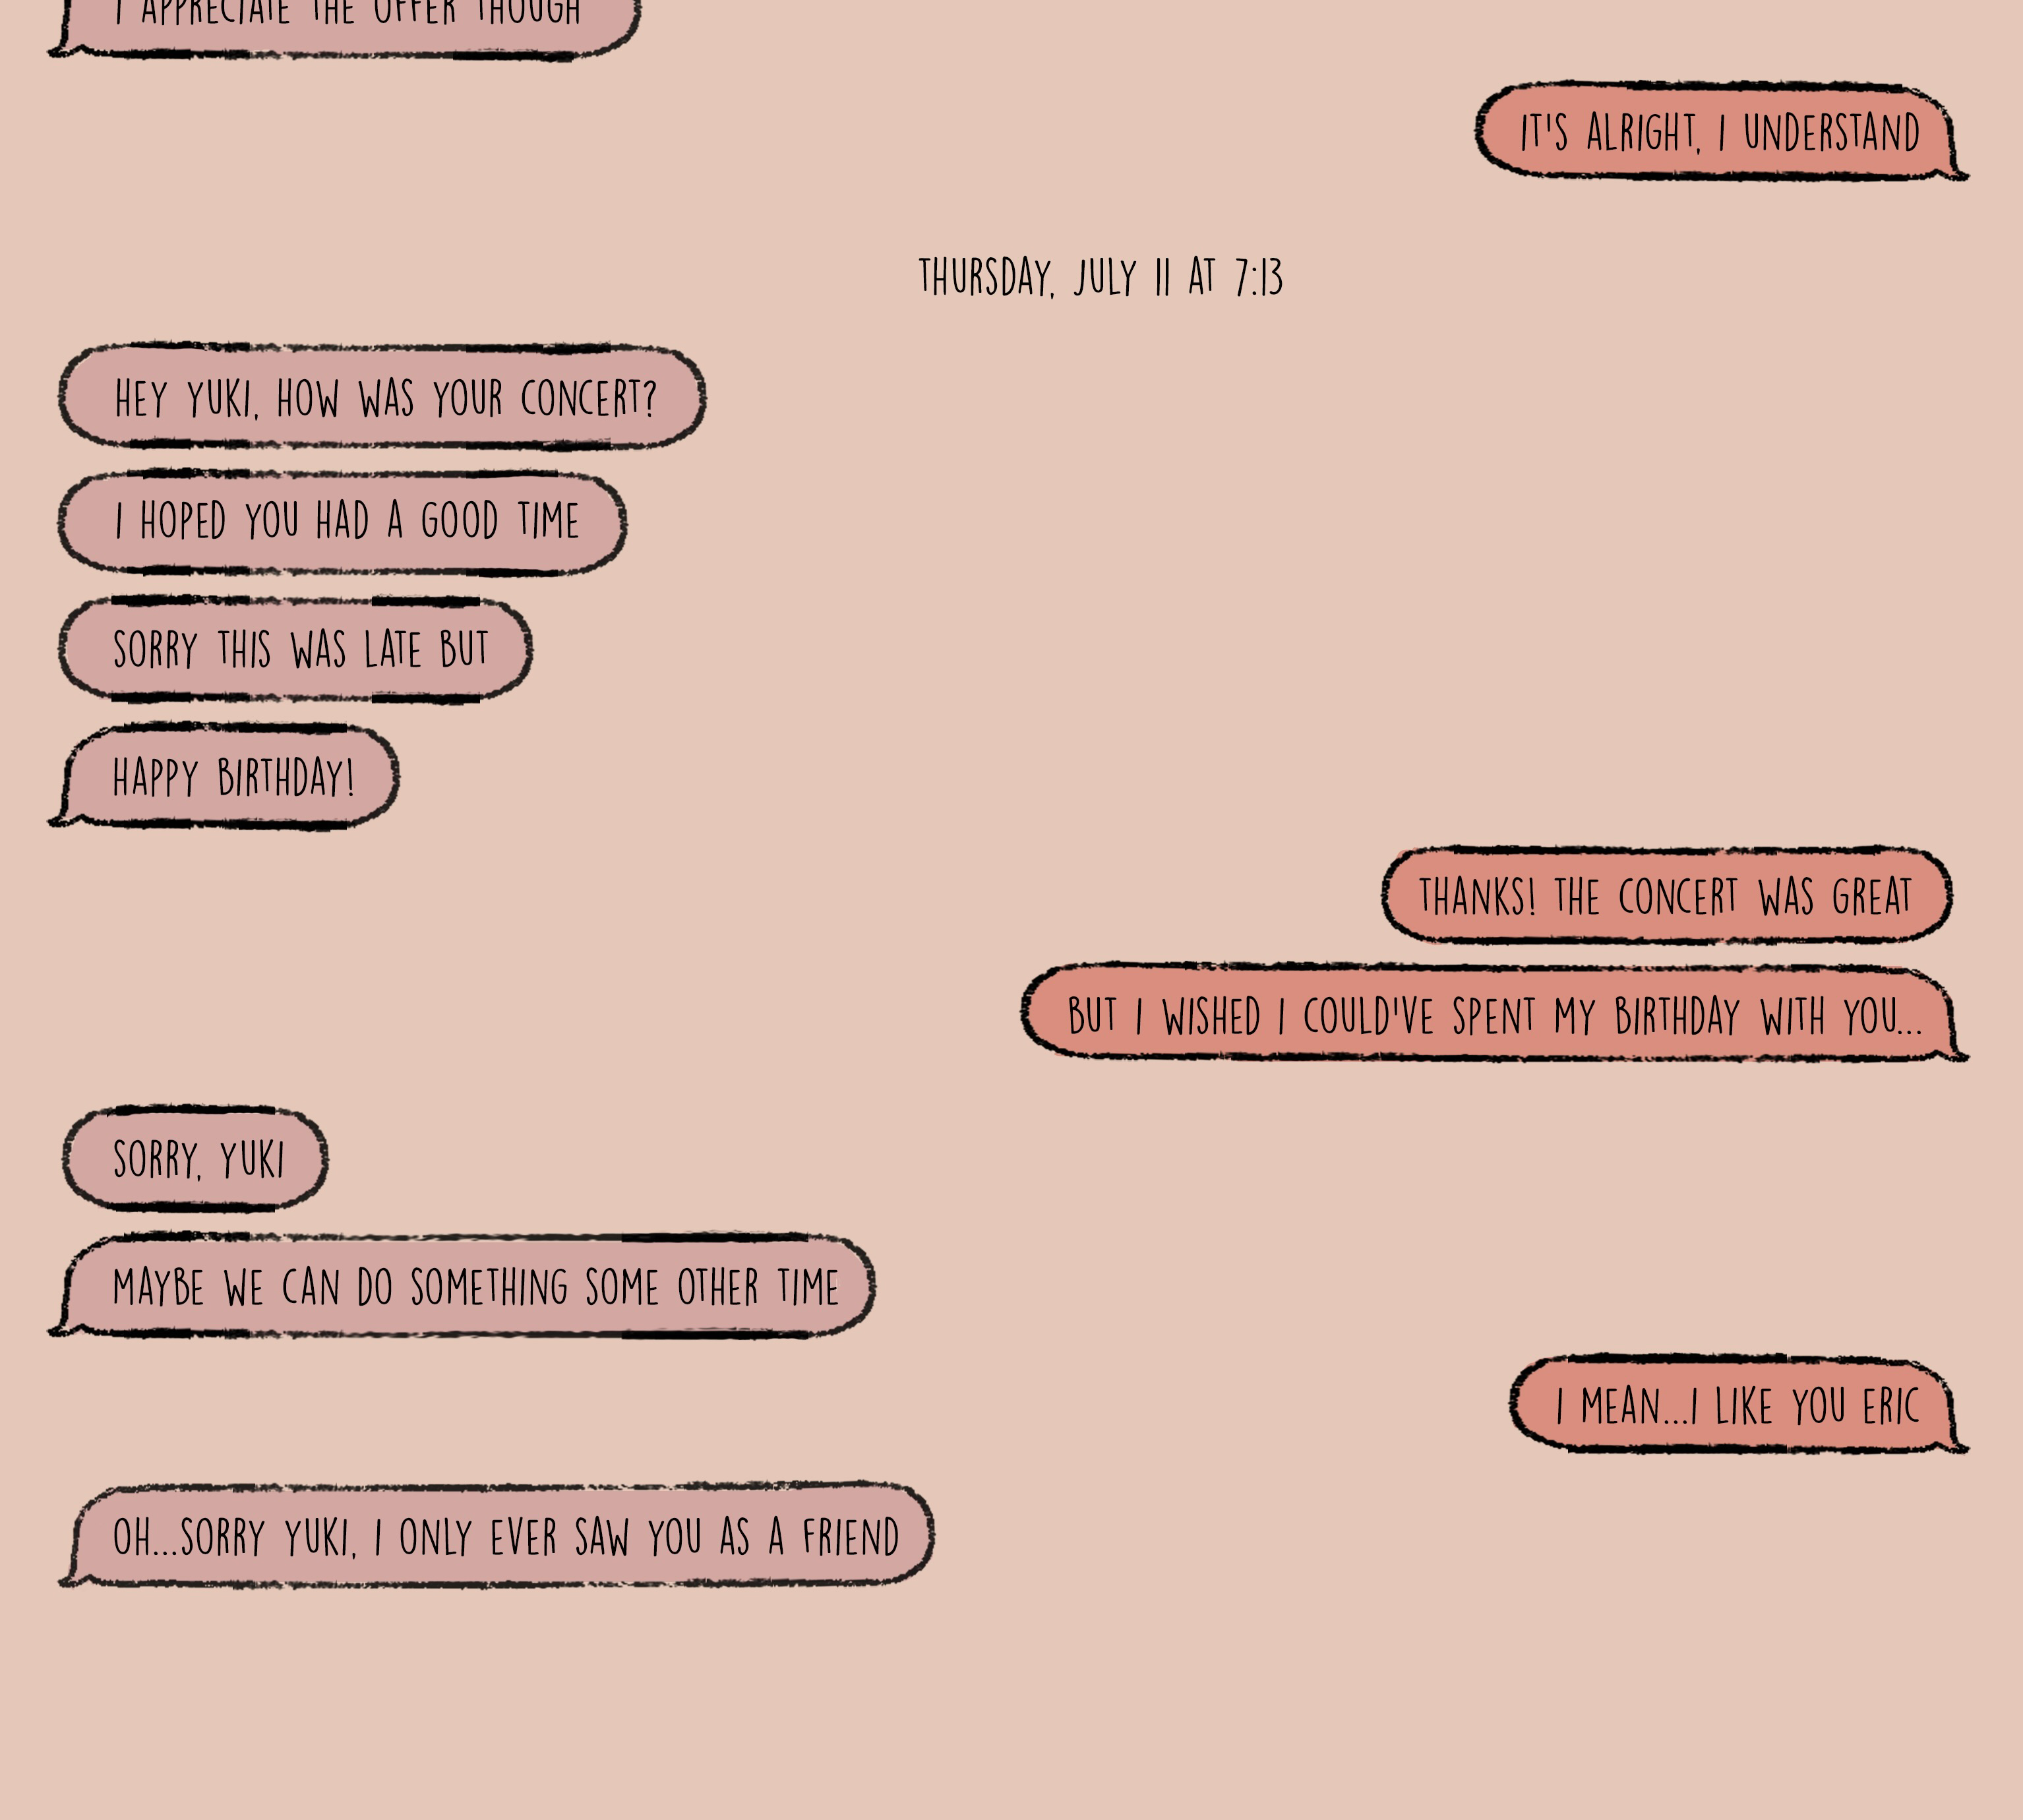 I APPRECIATE THE OFFER THOUGH
IT'S ALRIGHT, I UNDERSTAND
THURSDAY, JULY 11 AT 7:13
HEY YUKI, HOW WAS YOUR CONCERT?
I HOPED YOU HAD A GOOD TIME
SORRY THIS WAS LATE BUT
HAPPY BIRTHDAY!
THANKS! THE CONCERT WAS GREAT
BUT I WISHED I COULD'VE SPENT MY BIRTHDAY WITH YOU...
SORRY, YUKI
MAYBE WE CAN DO SOMETHING SOME OTHER TIME
I MEAN...I LIKE YOU ERIC
OH...SORRY YUKI, I ONLY EVER SAW YOU AS A FRIEND